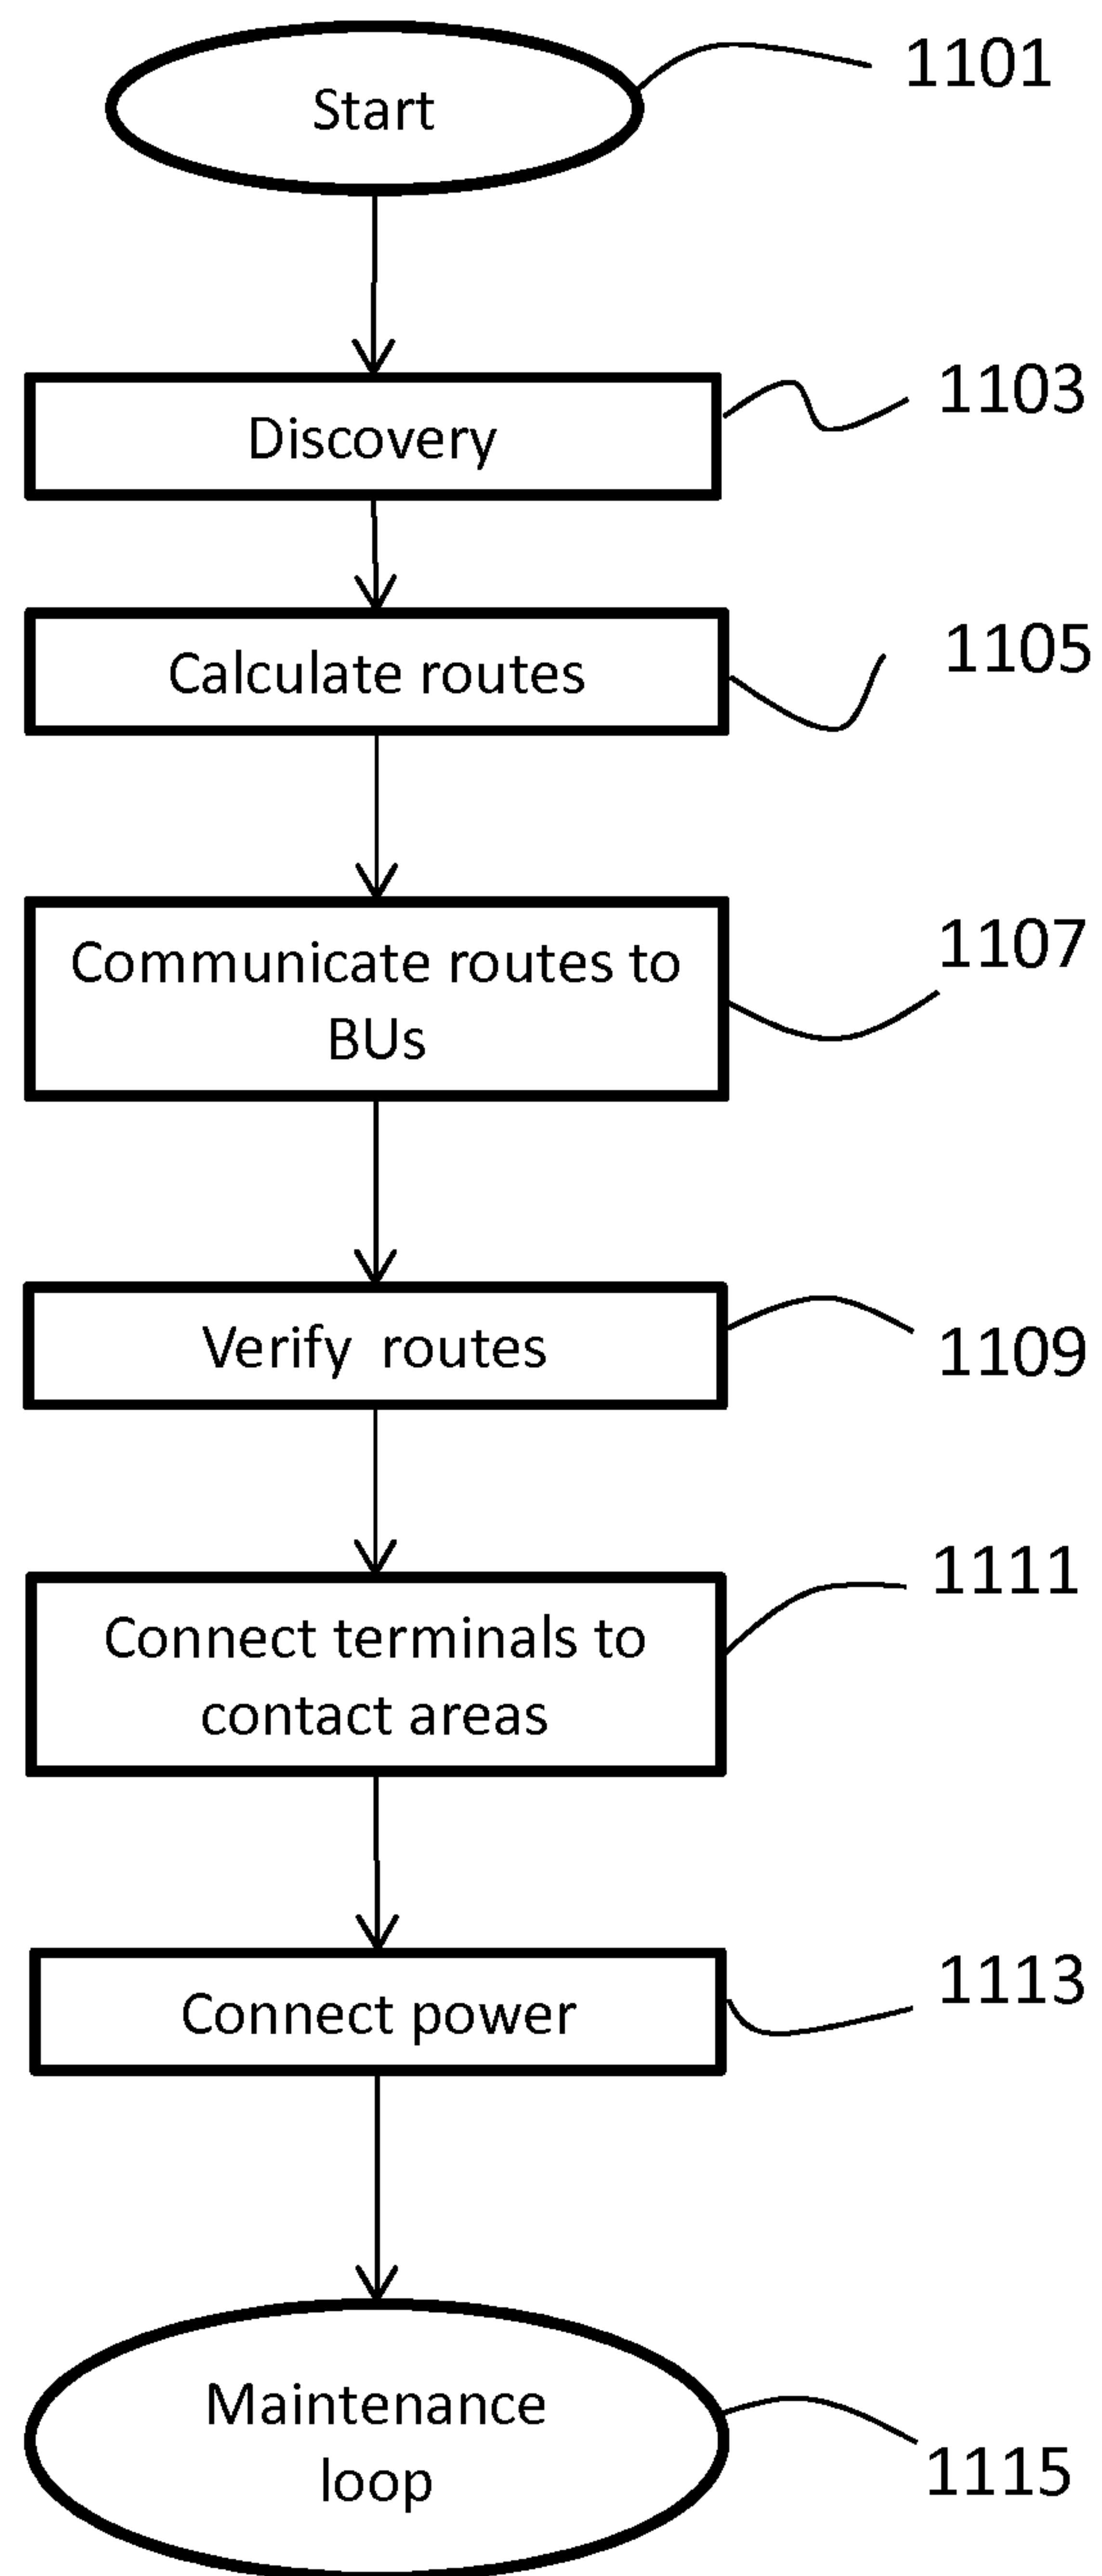 Start
1101
Discovery
1103
Calculate routes
1105
Communicate routes to
BUs
1107
Verify routes
1109
Connect terminals to
contact areas
1111
Connect power
1113
Maintenance
loop
1115